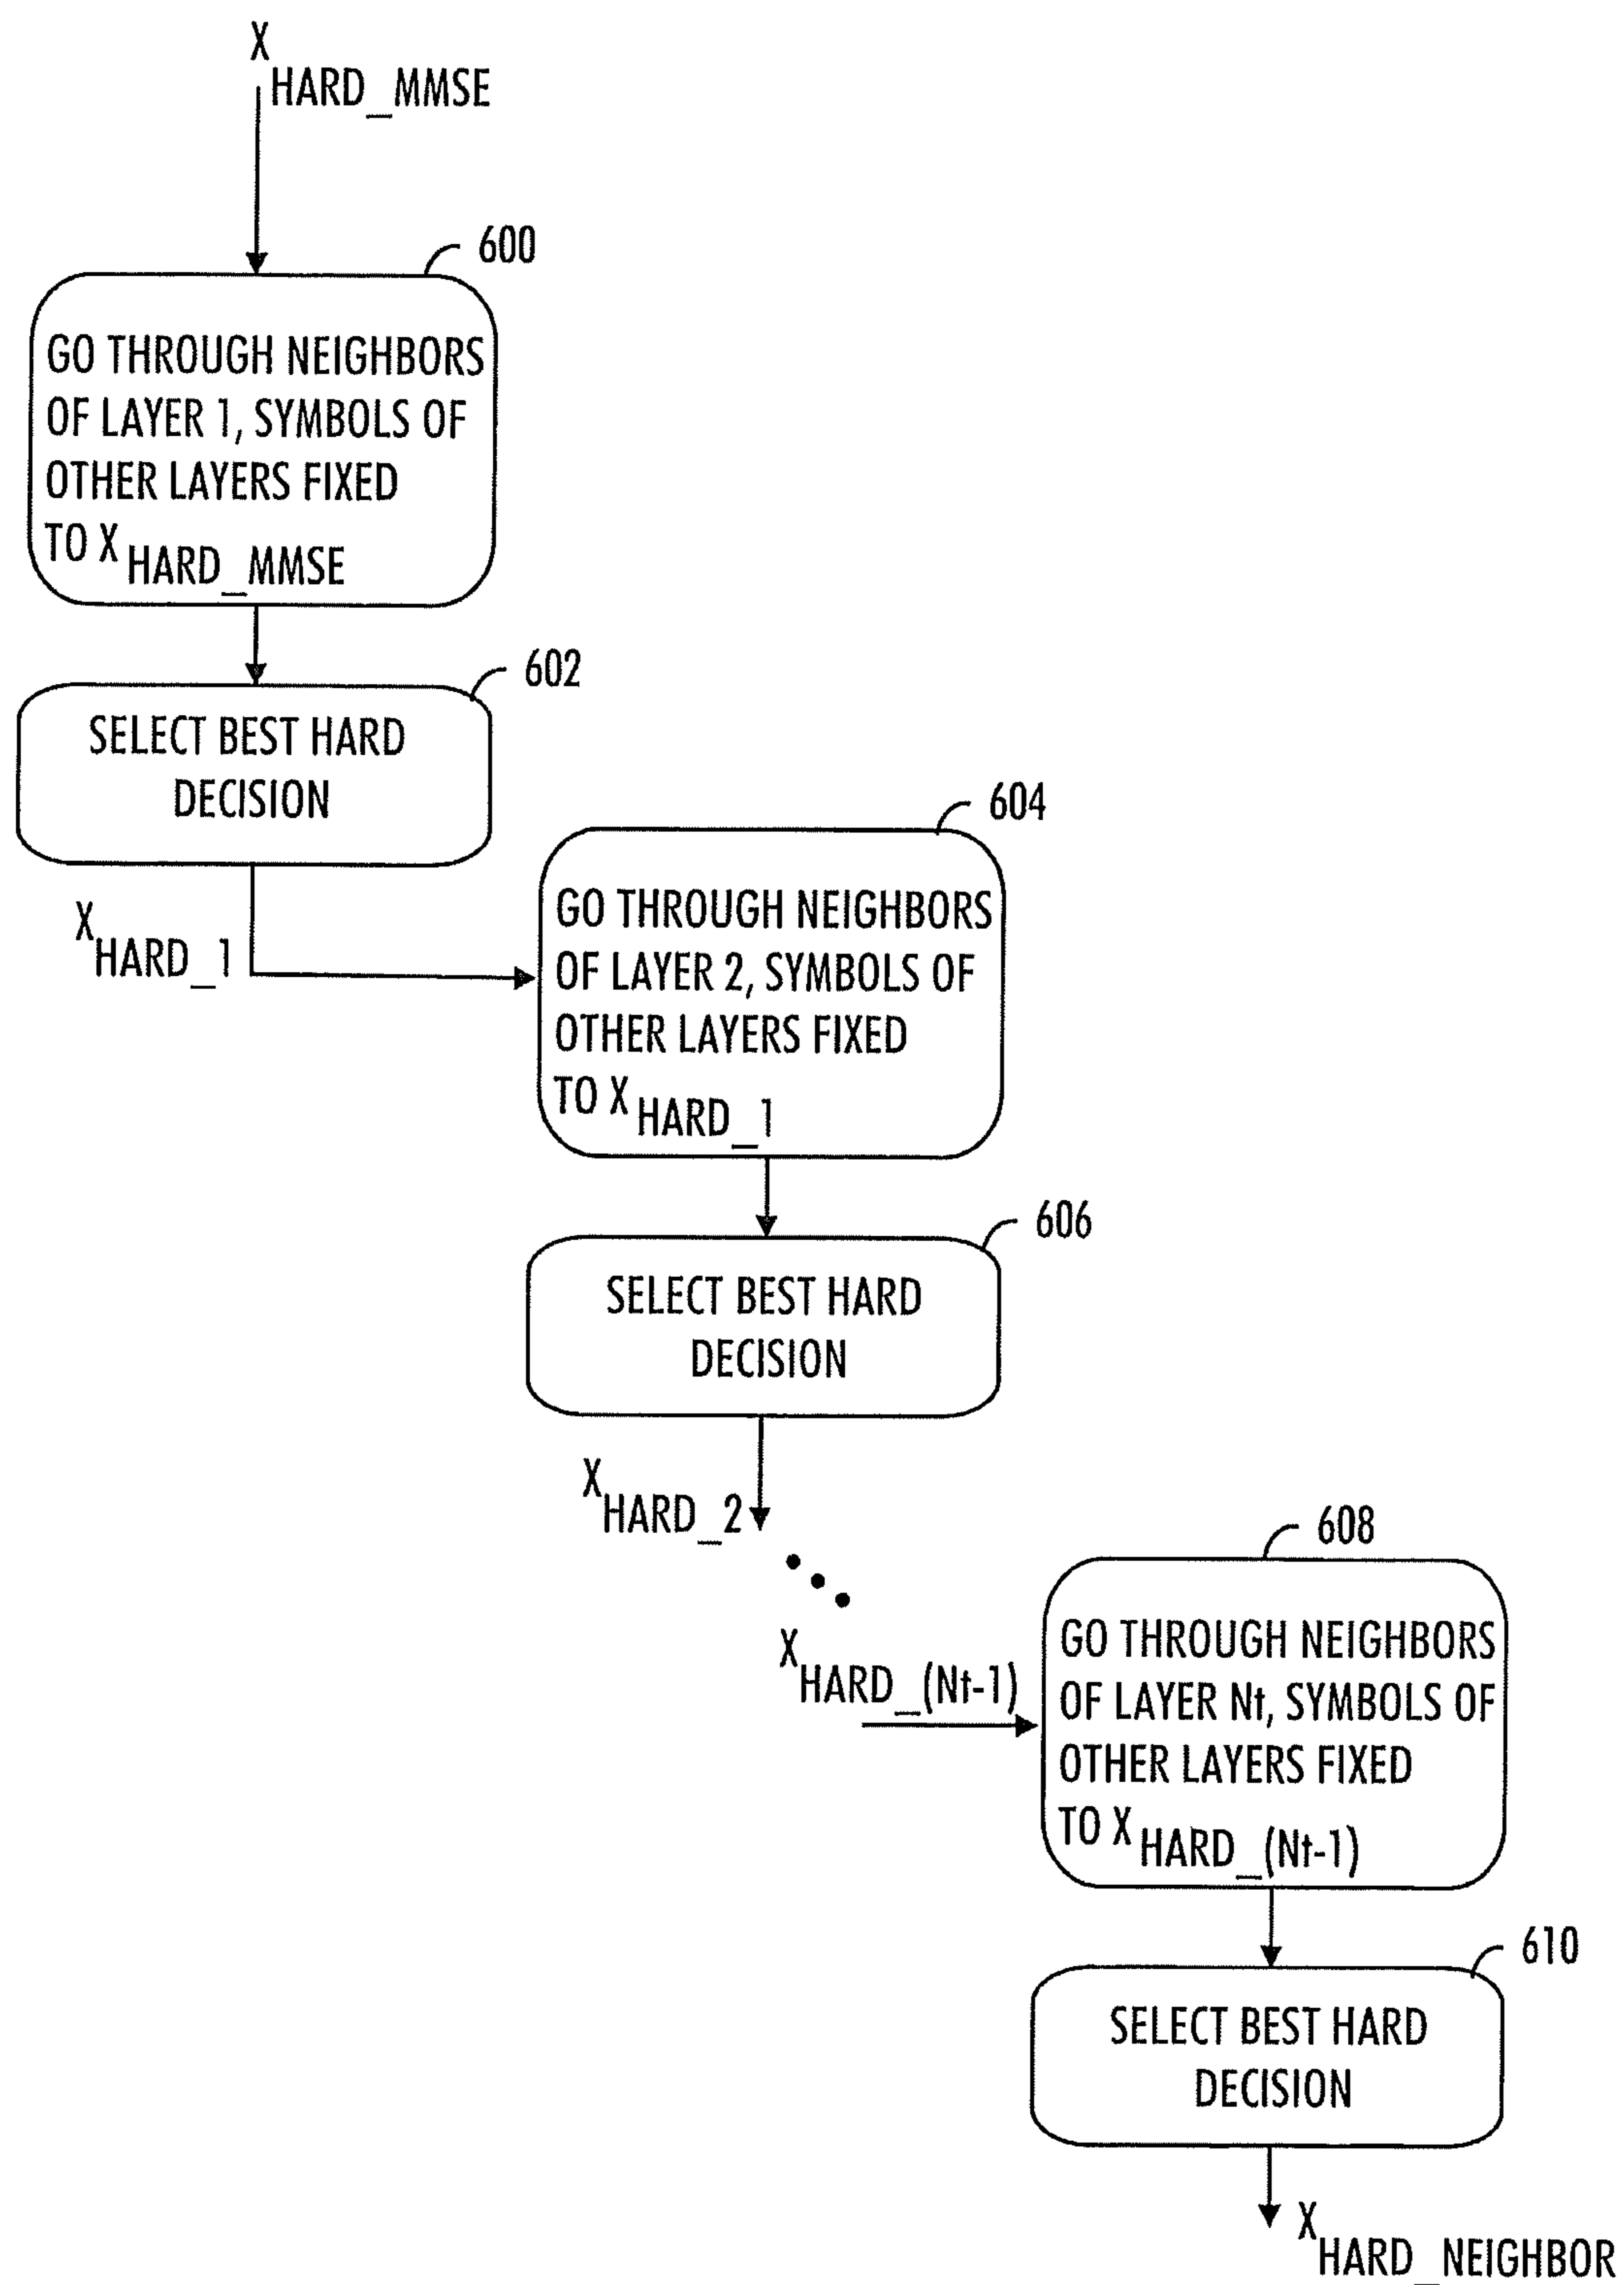 X
HARD_MMSE
600
GO THROUGH NEIGHBORS
OF LAYER 1, SYMBOLS OF
OTHER LAYERS FIXED
TO X HARD_MMSE
602
SELECT BEST HARD
DECISION
X
HARD_1
604
GO THROUGH NEIGHBORS
OF LAYER 2, SYMBOLS OF
OTHER LAYERS FIXED
TO X HARD_1
606
SELECT BEST HARD
DECISION
X
HARD_2
X
HARD_(Nt-1)
608
GO THROUGH NEIGHBORS
OF LAYER Nt, SYMBOLS OF
OTHER LAYERS FIXED
TO X HARD_(Nt-1)
610
SELECT BEST HARD
DECISION
X
HARD_NEIGHBOR